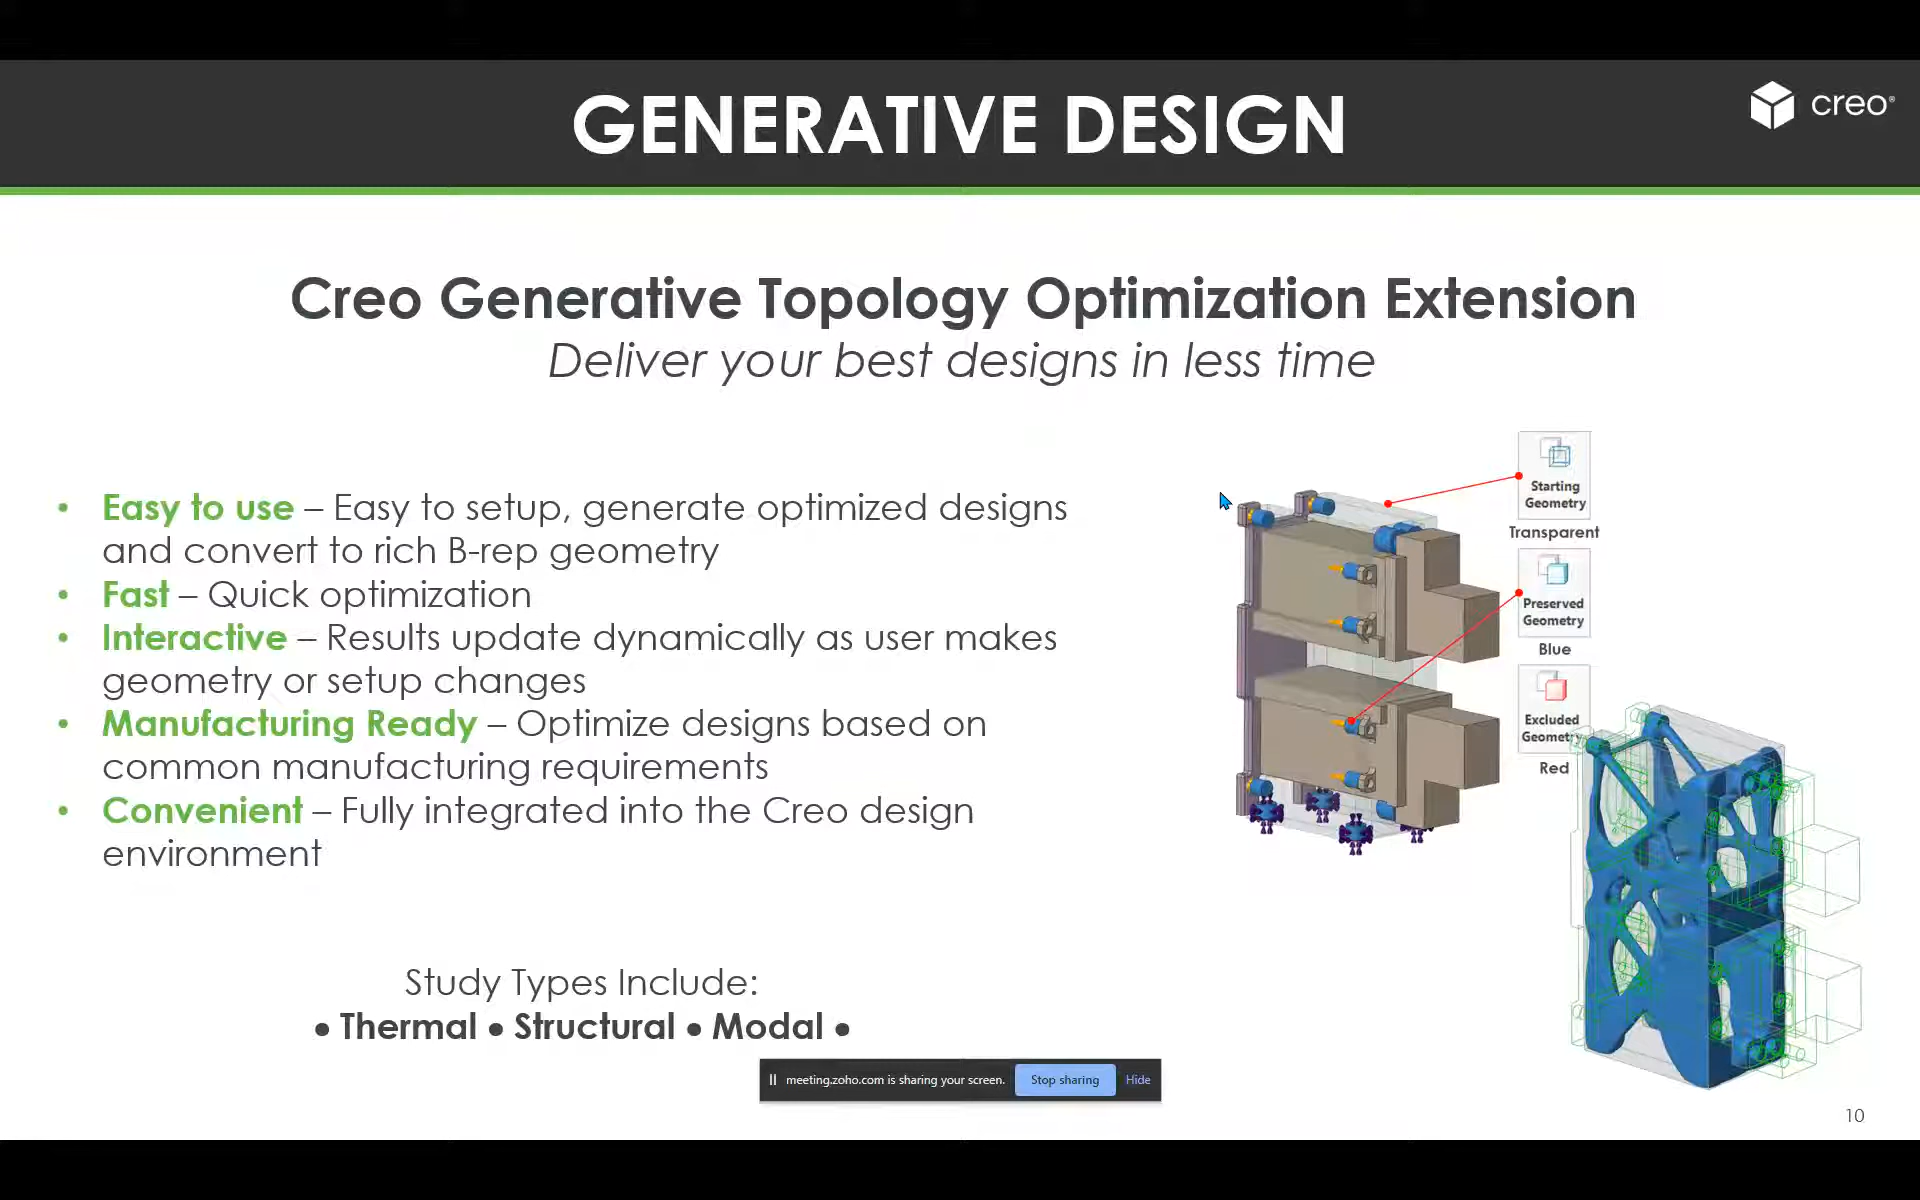 GENERATIVE DESIGN
creo®
Creo Generative Topology Optimization Extension
Deliver your best designs in less time
• Easy to use – Easy to setup, generate optimized designs
and convert to rich B-rep geometry
• Fast – Quick optimization
• Interactive – Results update dynamically as user makes
geometry or setup changes
• Manufacturing Ready – Optimize designs based on
common manufacturing requirements
• Convenient – Fully integrated into the Creo design
environment
Study Types Include:
• Thermal • Structural • Modal •
Starting
Geometry
Transparent
Preserved
Geometry
Blue
Excluded
Geometry
Red
meeting.zoho.com is sharing your screen.
Stop sharing
Hide
10